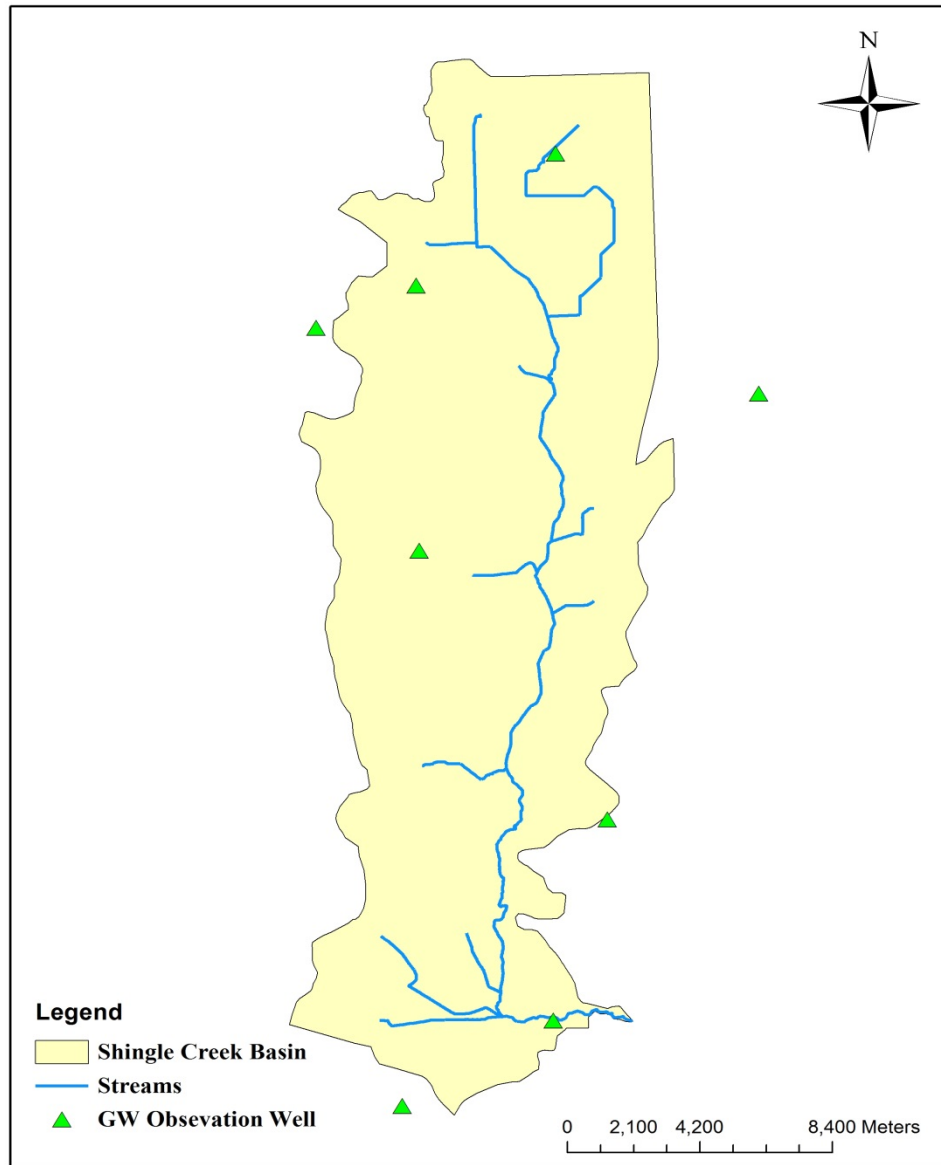 N
Legend
Shingle Creek Basin
Streams
GW Obsevation Well
0 2,100 4,200 8,400 Meters